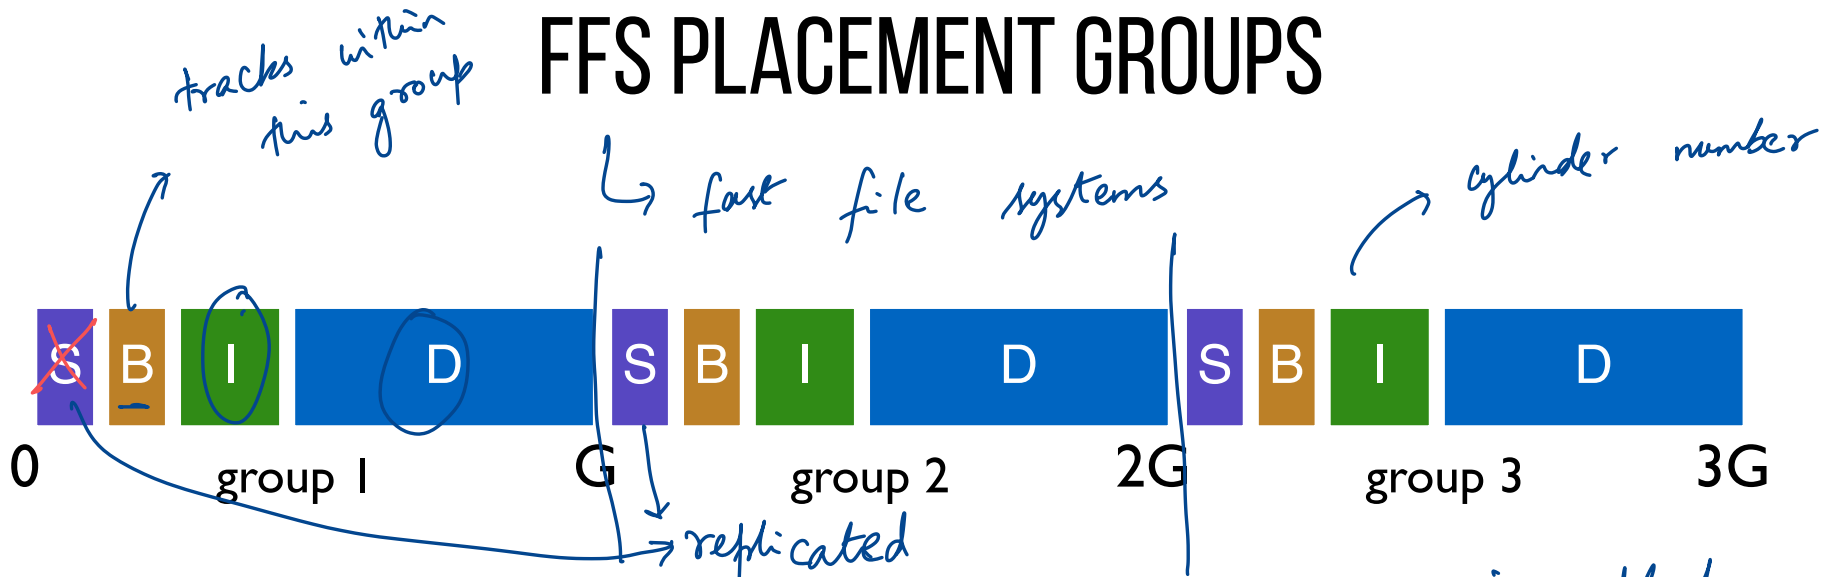 FFS PLACEMENT GROUPS
tracks within
this group
fast file systems
cylinder number
S B I D S B I D S B I D
0 group 1 G group 2 2G group 3 3G
replicated